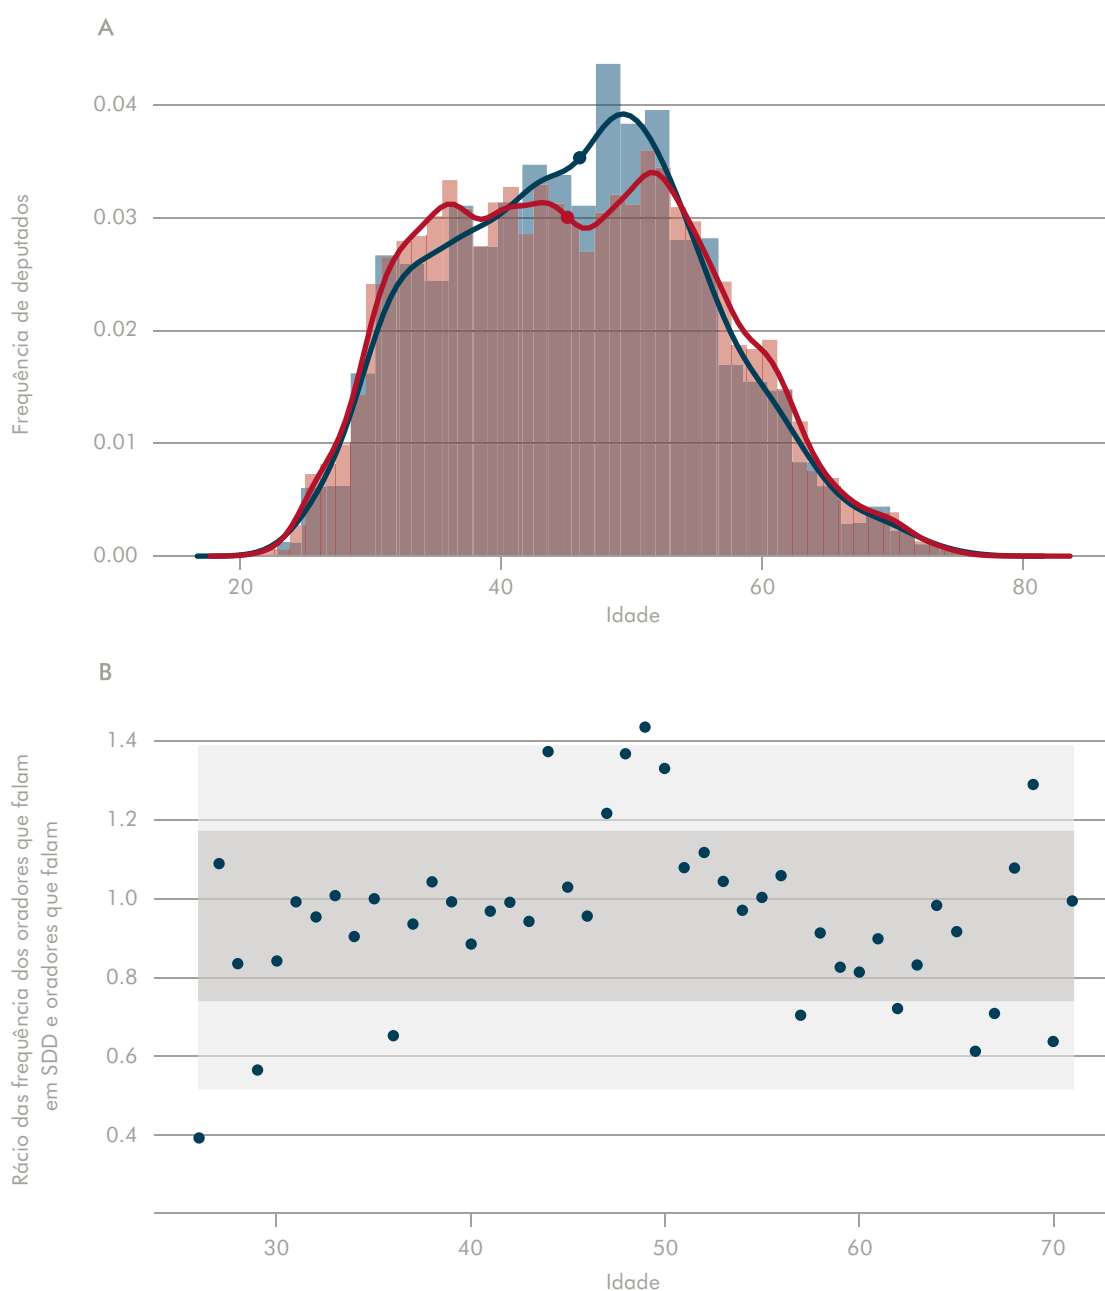 A
0.04
0.03
0.02
0.01
0.00
Frequência de deputados
20 40 60 80
Idade
B
1.4
1.2
1.0
0.8
0.6
0.4
Rácio das frequência dos oradores que falam
em SDD e oradores que falam
30 40 50 60 70
Idade